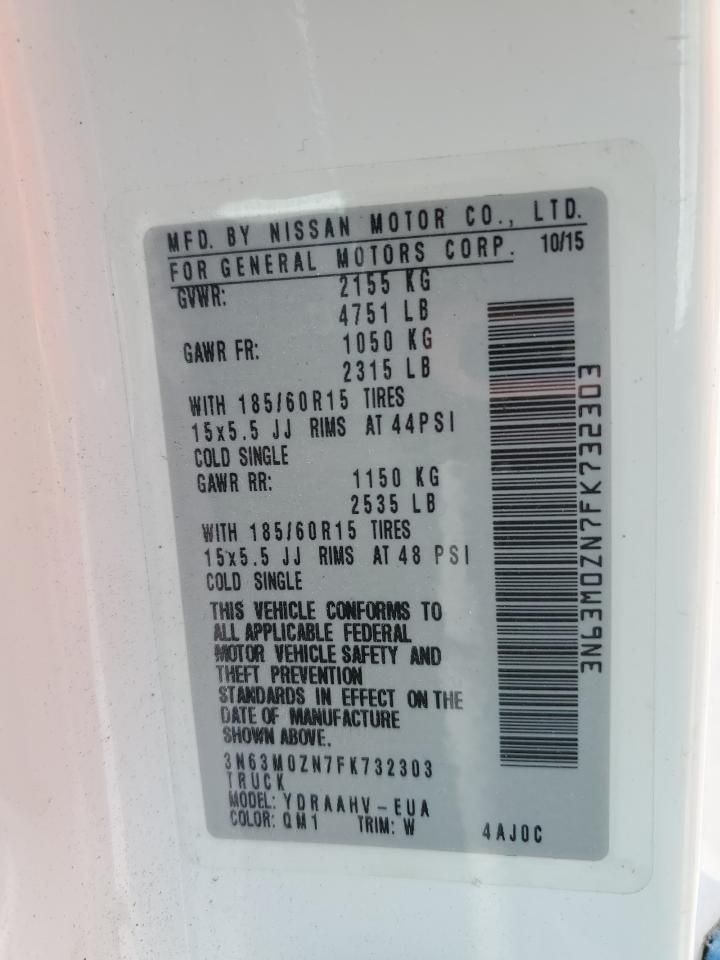 MFD. BY NISSAN MOTOR CO., LTD.
FOR GENERAL MOTORS CORP. 10/15
GVWR: 2155 KG
4751 LB
GAWR FR: 1050 KG
2315 LB
WITH 185/60R15 TIRES
15x5.5 JJ RIMS AT 44PSI
COLD SINGLE
GAWR RR: 1150 KG
2535 LB
WITH 185/60R15 TIRES
15x5.5 JJ RIMS AT 48 PSI
COLD SINGLE
THIS VEHICLE CONFORMS TO
ALL APPLICABLE FEDERAL
MOTOR VEHICLE SAFETY AND
THEFT PREVENTION
STANDARDS IN EFFECT ON THE
DATE OF MANUFACTURE
SHOWN ABOVE.
3N63M0ZN7FK732303
TRUCK
MODEL: YDRAAHV-EUA
COLOR: QM1 TRIM: W 4AJ0C
3N63M0ZN7FK732303